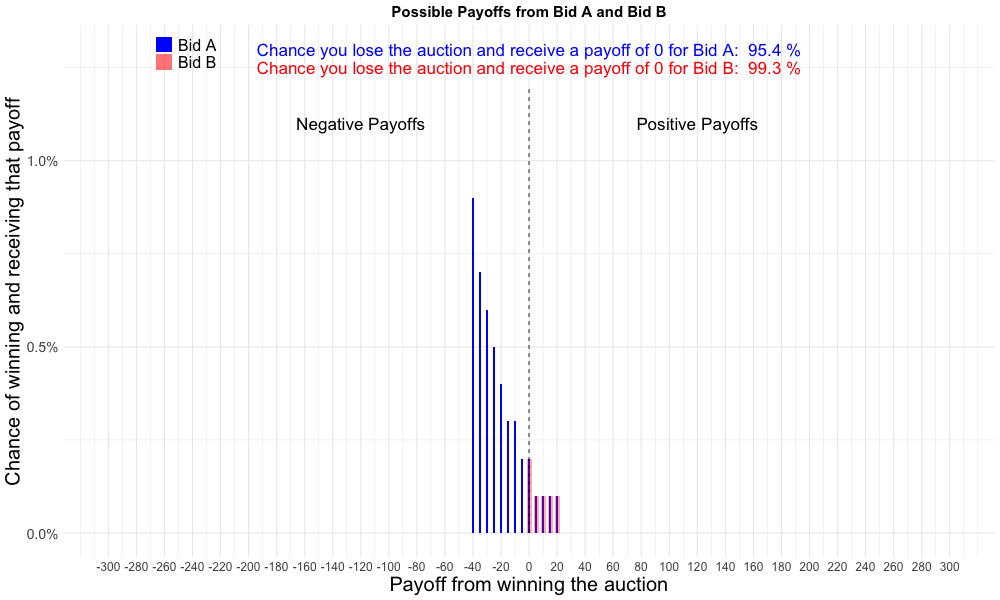 Possible Payoffs from Bid A and Bid B
Bid A
Bid B
Chance you lose the auction and receive a payoff of 0 for Bid A: 95.4 %
Chance you lose the auction and receive a payoff of 0 for Bid B: 99.3 %
Negative Payoffs
Positive Payoffs
Chance of winning and receiving that payoff
1.0%
0.5%
0.0%
-300 -280 -260 -240 -220 -200 -180 -160 -140 -120 -100 -80 -60 -40 -20 0 20 40 60 80 100 120 140 160 180 200 220 240 260 280 300
Payoff from winning the auction